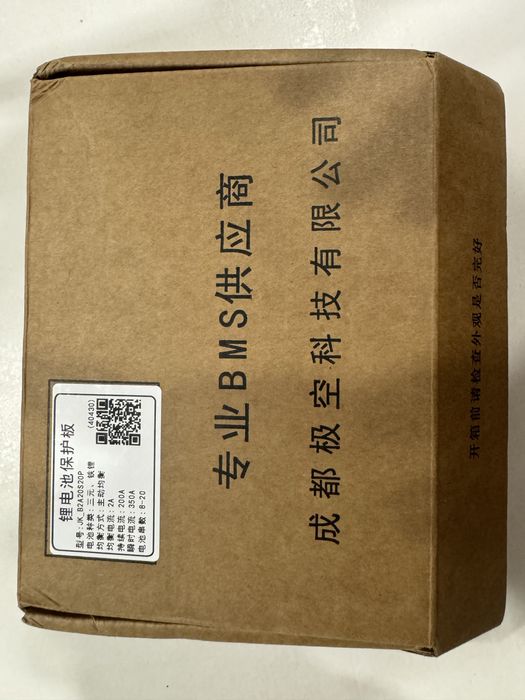 专业BMS供应商
成都极空科技有限公司
开箱前请检查外观是否完好
锂电池保护板
(40430)
型号:JK_B2A20S20P
电池种类:三元、铁锂
均衡方式:主动均衡
均衡电流:2A
持续电流:200A
瞬时电流:350A
电池串数:8-20